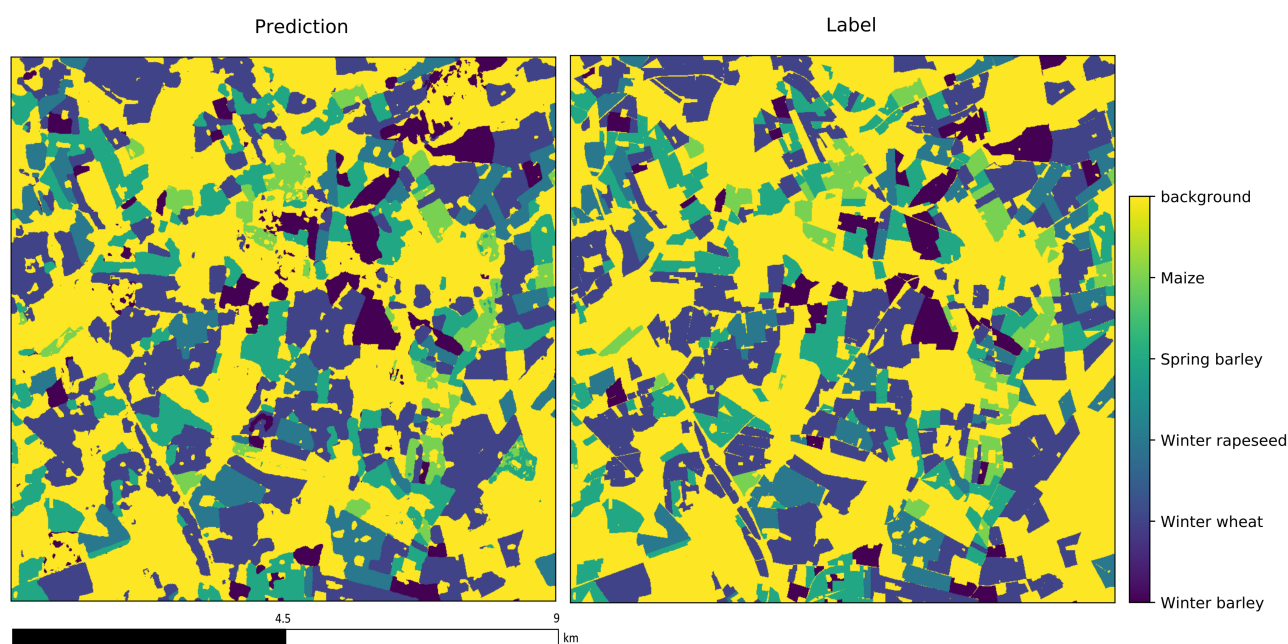 Prediction
Label
background
Maize
Spring barley
Winter rapeseed
Winter wheat
Winter barley
4.5
9
km